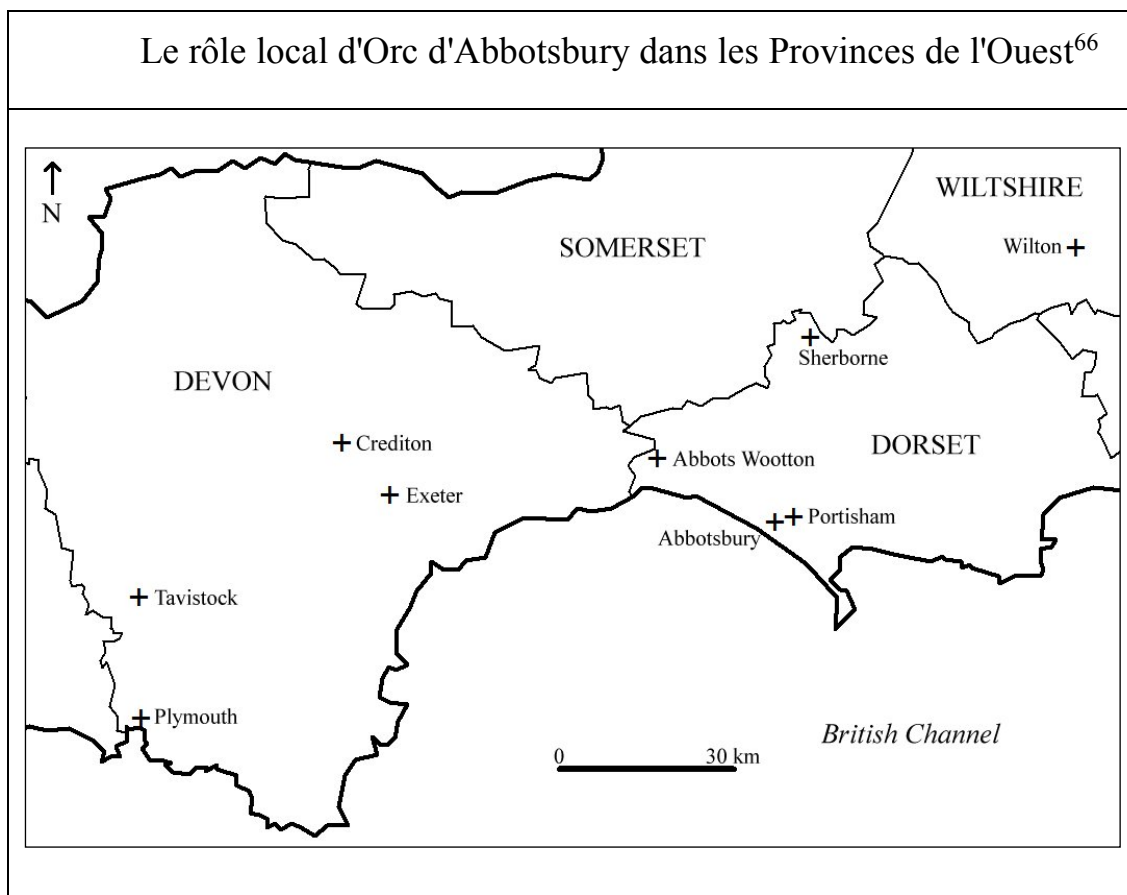 Le rôle local d'Orc d'Abbotsbury dans les Provinces de l'Ouest⁶⁶
N
WILTSHIRE
Wilton
SOMERSET
Sherborne
DEVON
Crediton
DORSET
Abbots Wootton
Exeter
Portisham
Abbotsbury
Tavistock
Plymouth
British Channel
0 30 km